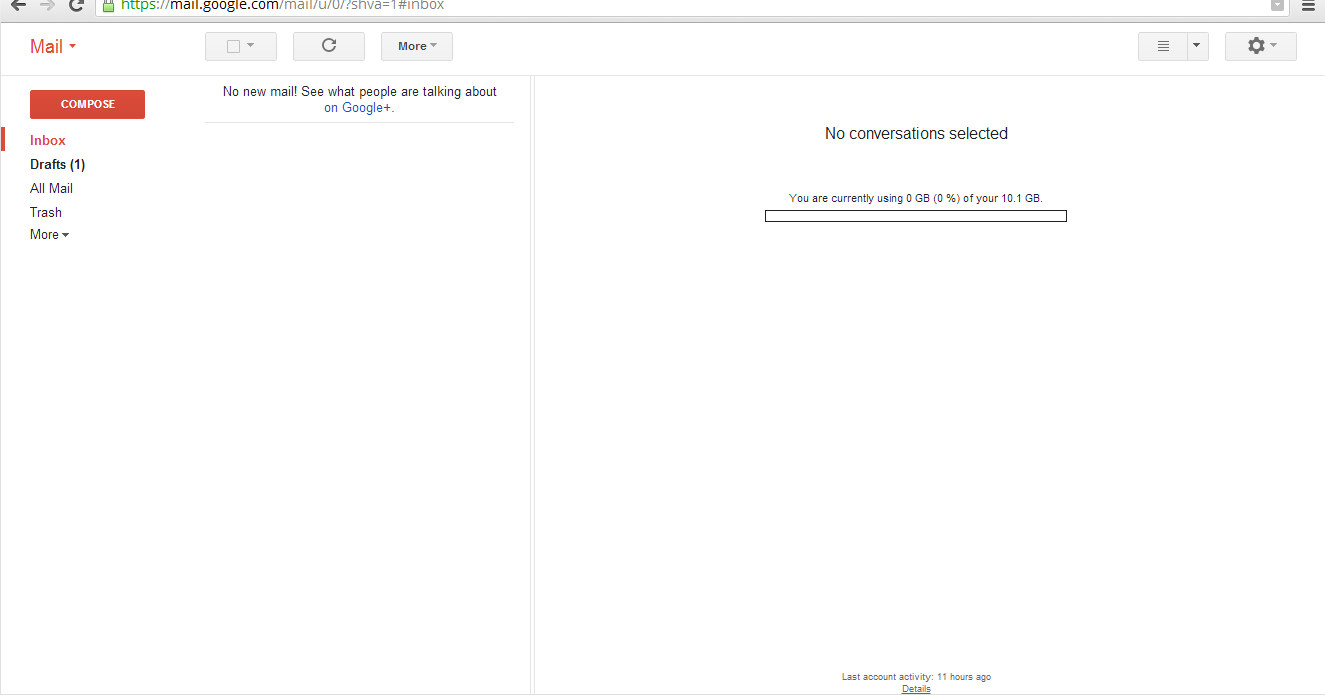 https://mail.google.com/mail/u/0/?shva=1#inbox
Mail
More
COMPOSE
Inbox
Drafts (1)
All Mail
Trash
More
No new mail! See what people are talking about
on Google+.
No conversations selected
You are currently using 0 GB (0 %) of your 10.1 GB.
Last account activity: 11 hours ago
Details